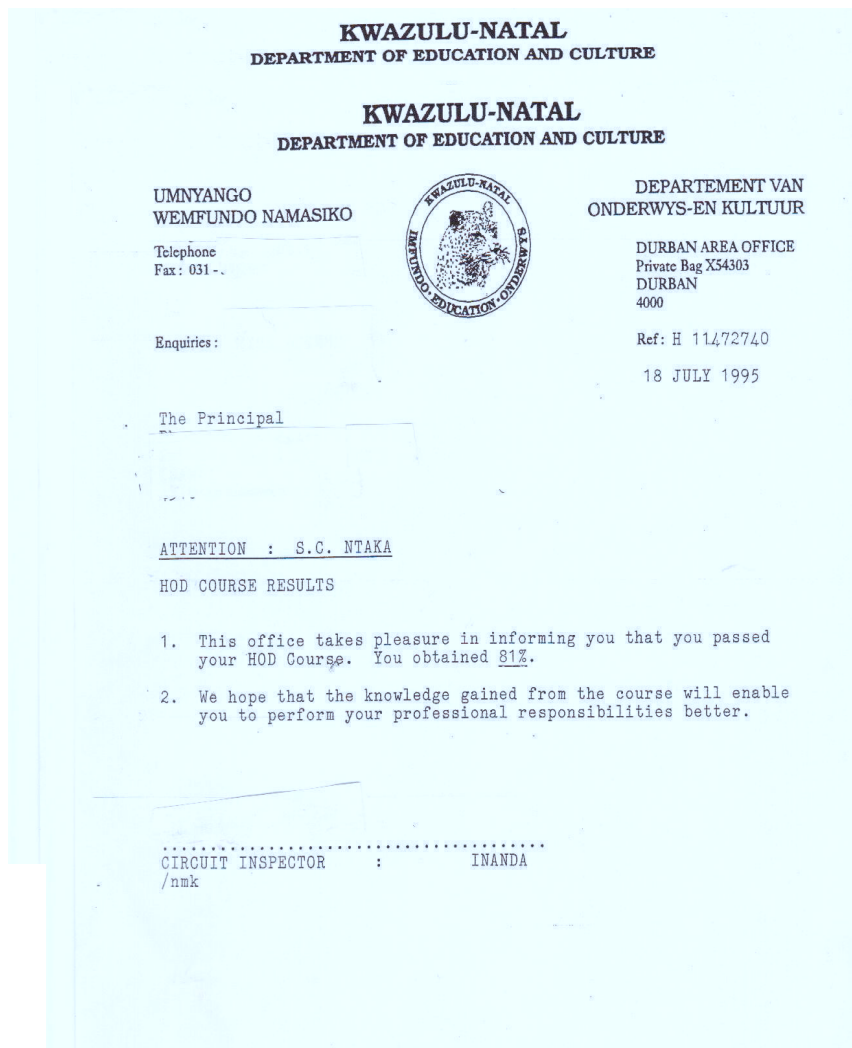 KWAZULU-NATAL
DEPARTMENT OF EDUCATION AND CULTURE
KWAZULU-NATAL
DEPARTMENT OF EDUCATION AND CULTURE
UMNYANGO
WEMFUNDO NAMASIKO
Telephone
Fax: 031-
KWAZULU-NATAL
IMFUNDO·EDUCATION·ONDERWYS
DEPARTEMENT VAN
ONDERWYS-EN KULTUUR
DURBAN AREA OFFICE
Private Bag X54303
DURBAN
4000
Enquiries:
Ref: H 11472740
18 JULY 1995
The Principal
ATTENTION : S.C. NTAKA
HOD COURSE RESULTS
1. This office takes pleasure in informing you that you passed
your HOD Course. You obtained 81%.
2. We hope that the knowledge gained from the course will enable
you to perform your professional responsibilities better.
........................................
CIRCUIT INSPECTOR : INANDA
/nmk